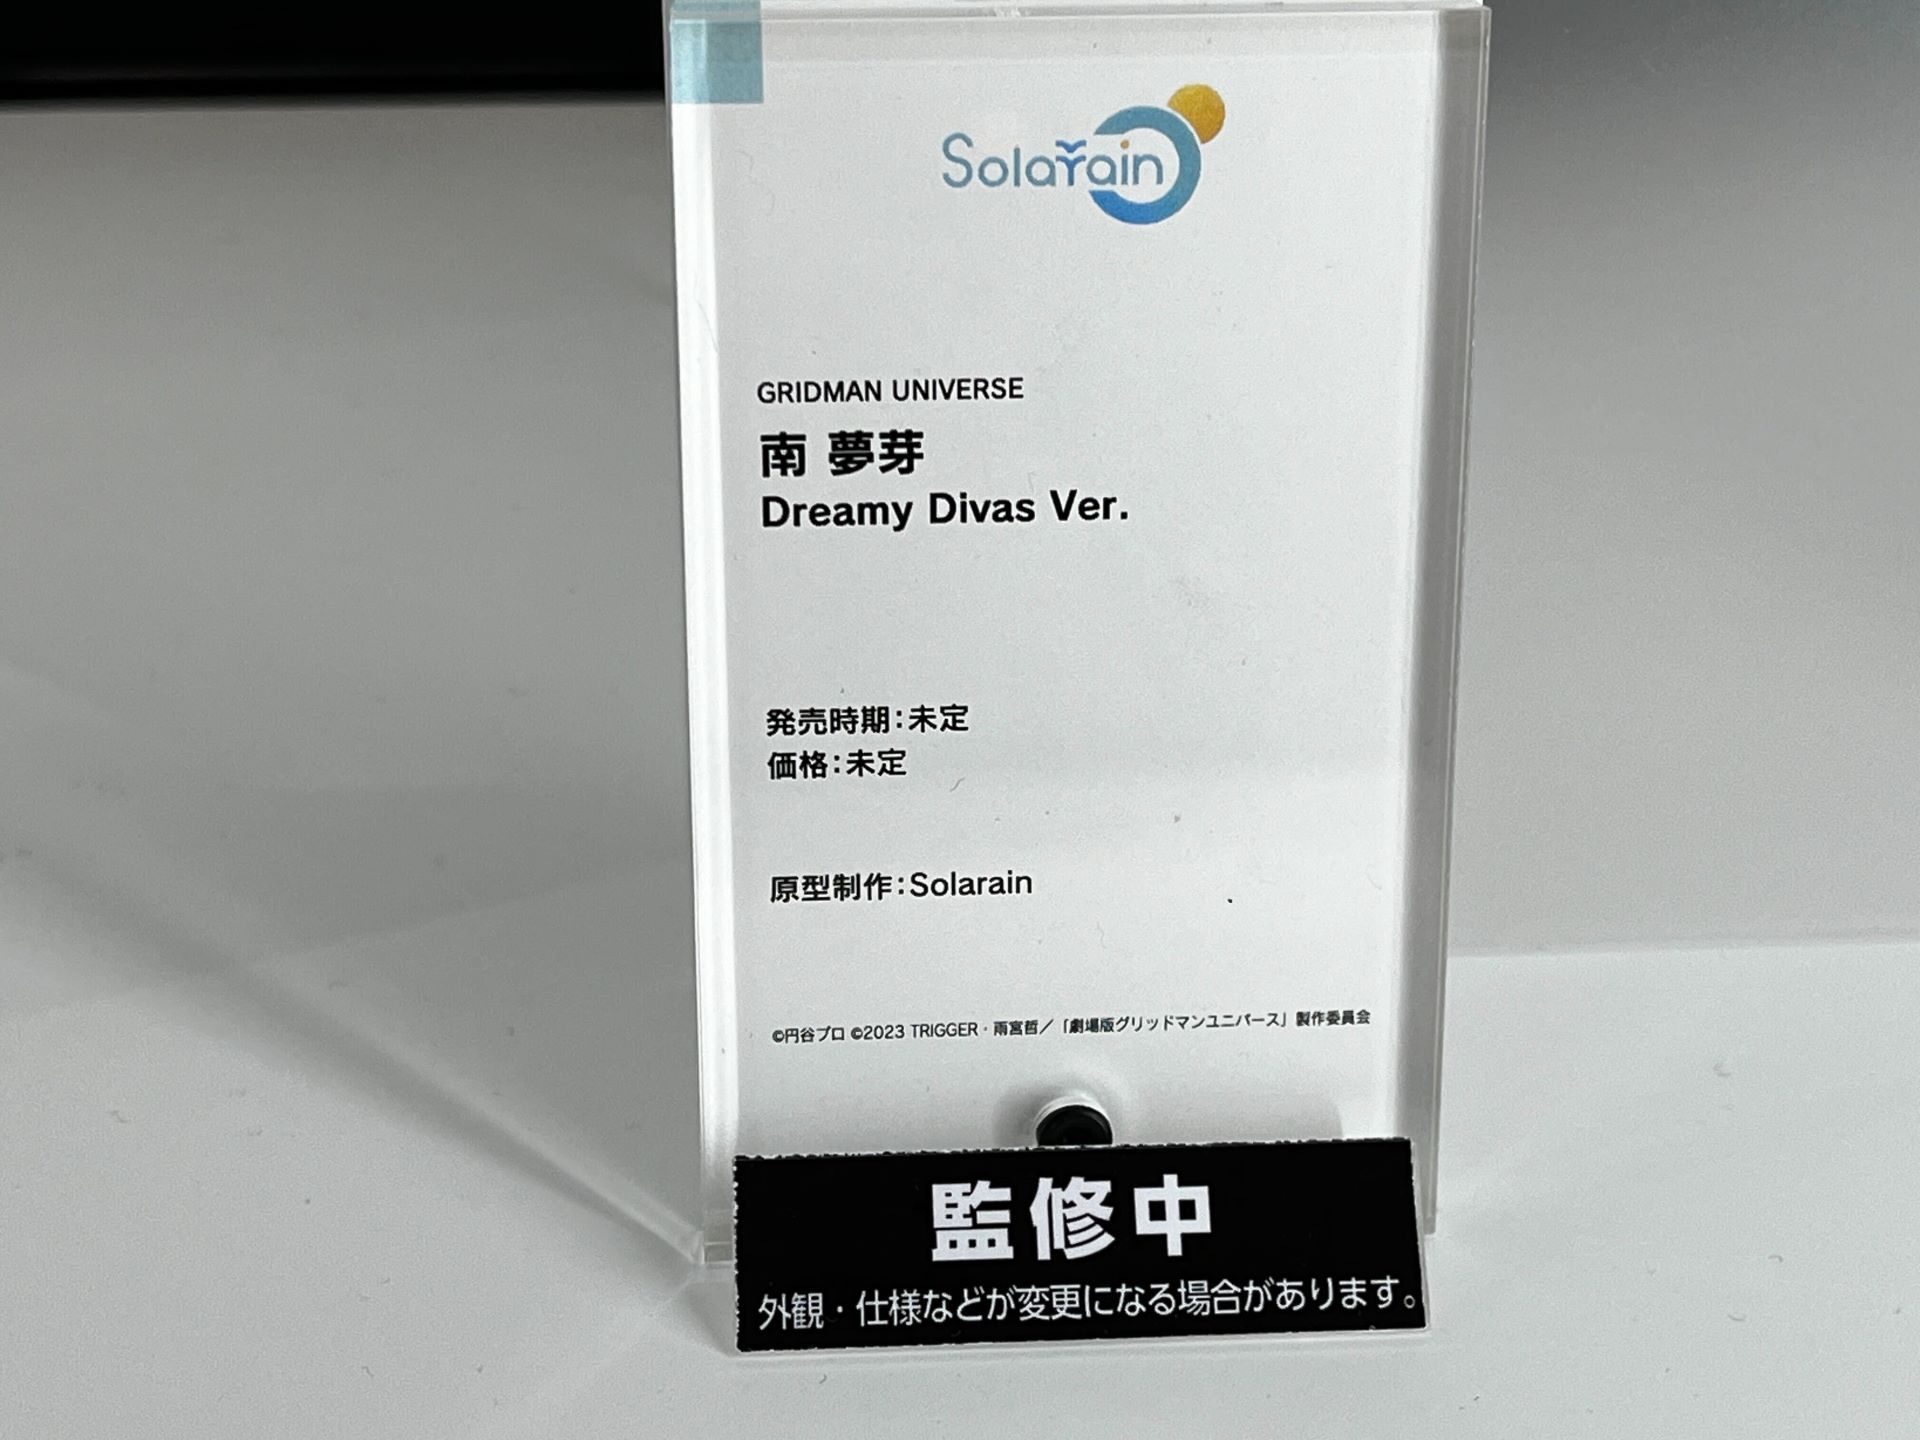 Solarain
GRIDMAN UNIVERSE
南 夢芽
Dreamy Divas Ver.
発売時期：未定
価格：未定
原型制作：Solarain
©円谷プロ ©2023 TRIGGER・雨宮哲／「劇場版グリッドマンユニバース」製作委員会
監修中
外観・仕様などが変更になる場合があります。